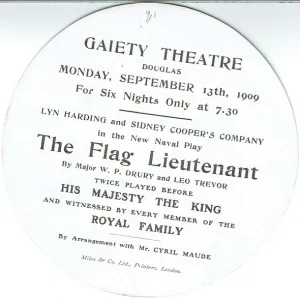 GAIETY THEATRE
DOUGLAS
MONDAY, SEPTEMBER 13th, 1909
For Six Nights Only at 7.30
LYN HARDING and SIDNEY COOPER'S COMPANY
in the New Naval Play
The Flag Lieutenant
By Major W. P. DRURY and LEO TREVOR
TWICE PLAYED BEFORE
HIS MAJESTY THE KING
AND WITNESSED BY EVERY MEMBER OF THE
ROYAL FAMILY
By Arrangement with Mr. CYRIL MAUDE
Miles & Co. Ltd., Printers, London.